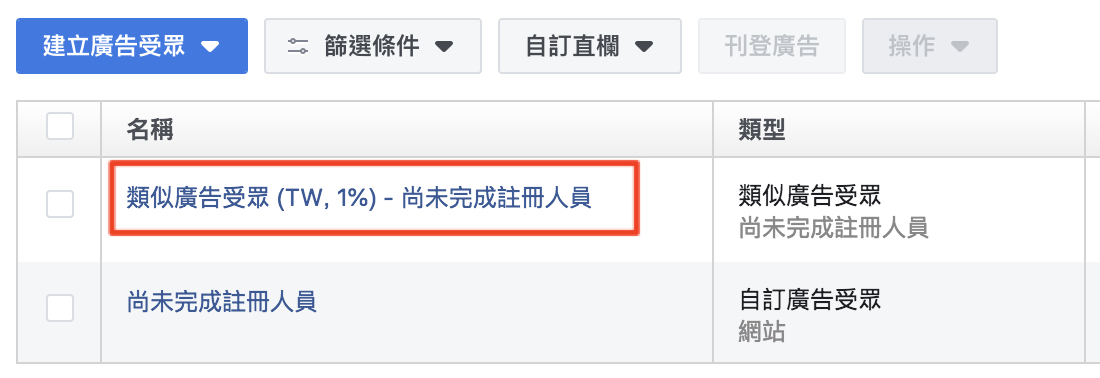 建立廣告受眾 篩選條件 自訂直欄 刊登廣告 操作
名稱 類型
類似廣告受眾 (TW, 1%) - 尚未完成註冊人員 類似廣告受眾
尚未完成註冊人員
尚未完成註冊人員 自訂廣告受眾
網站